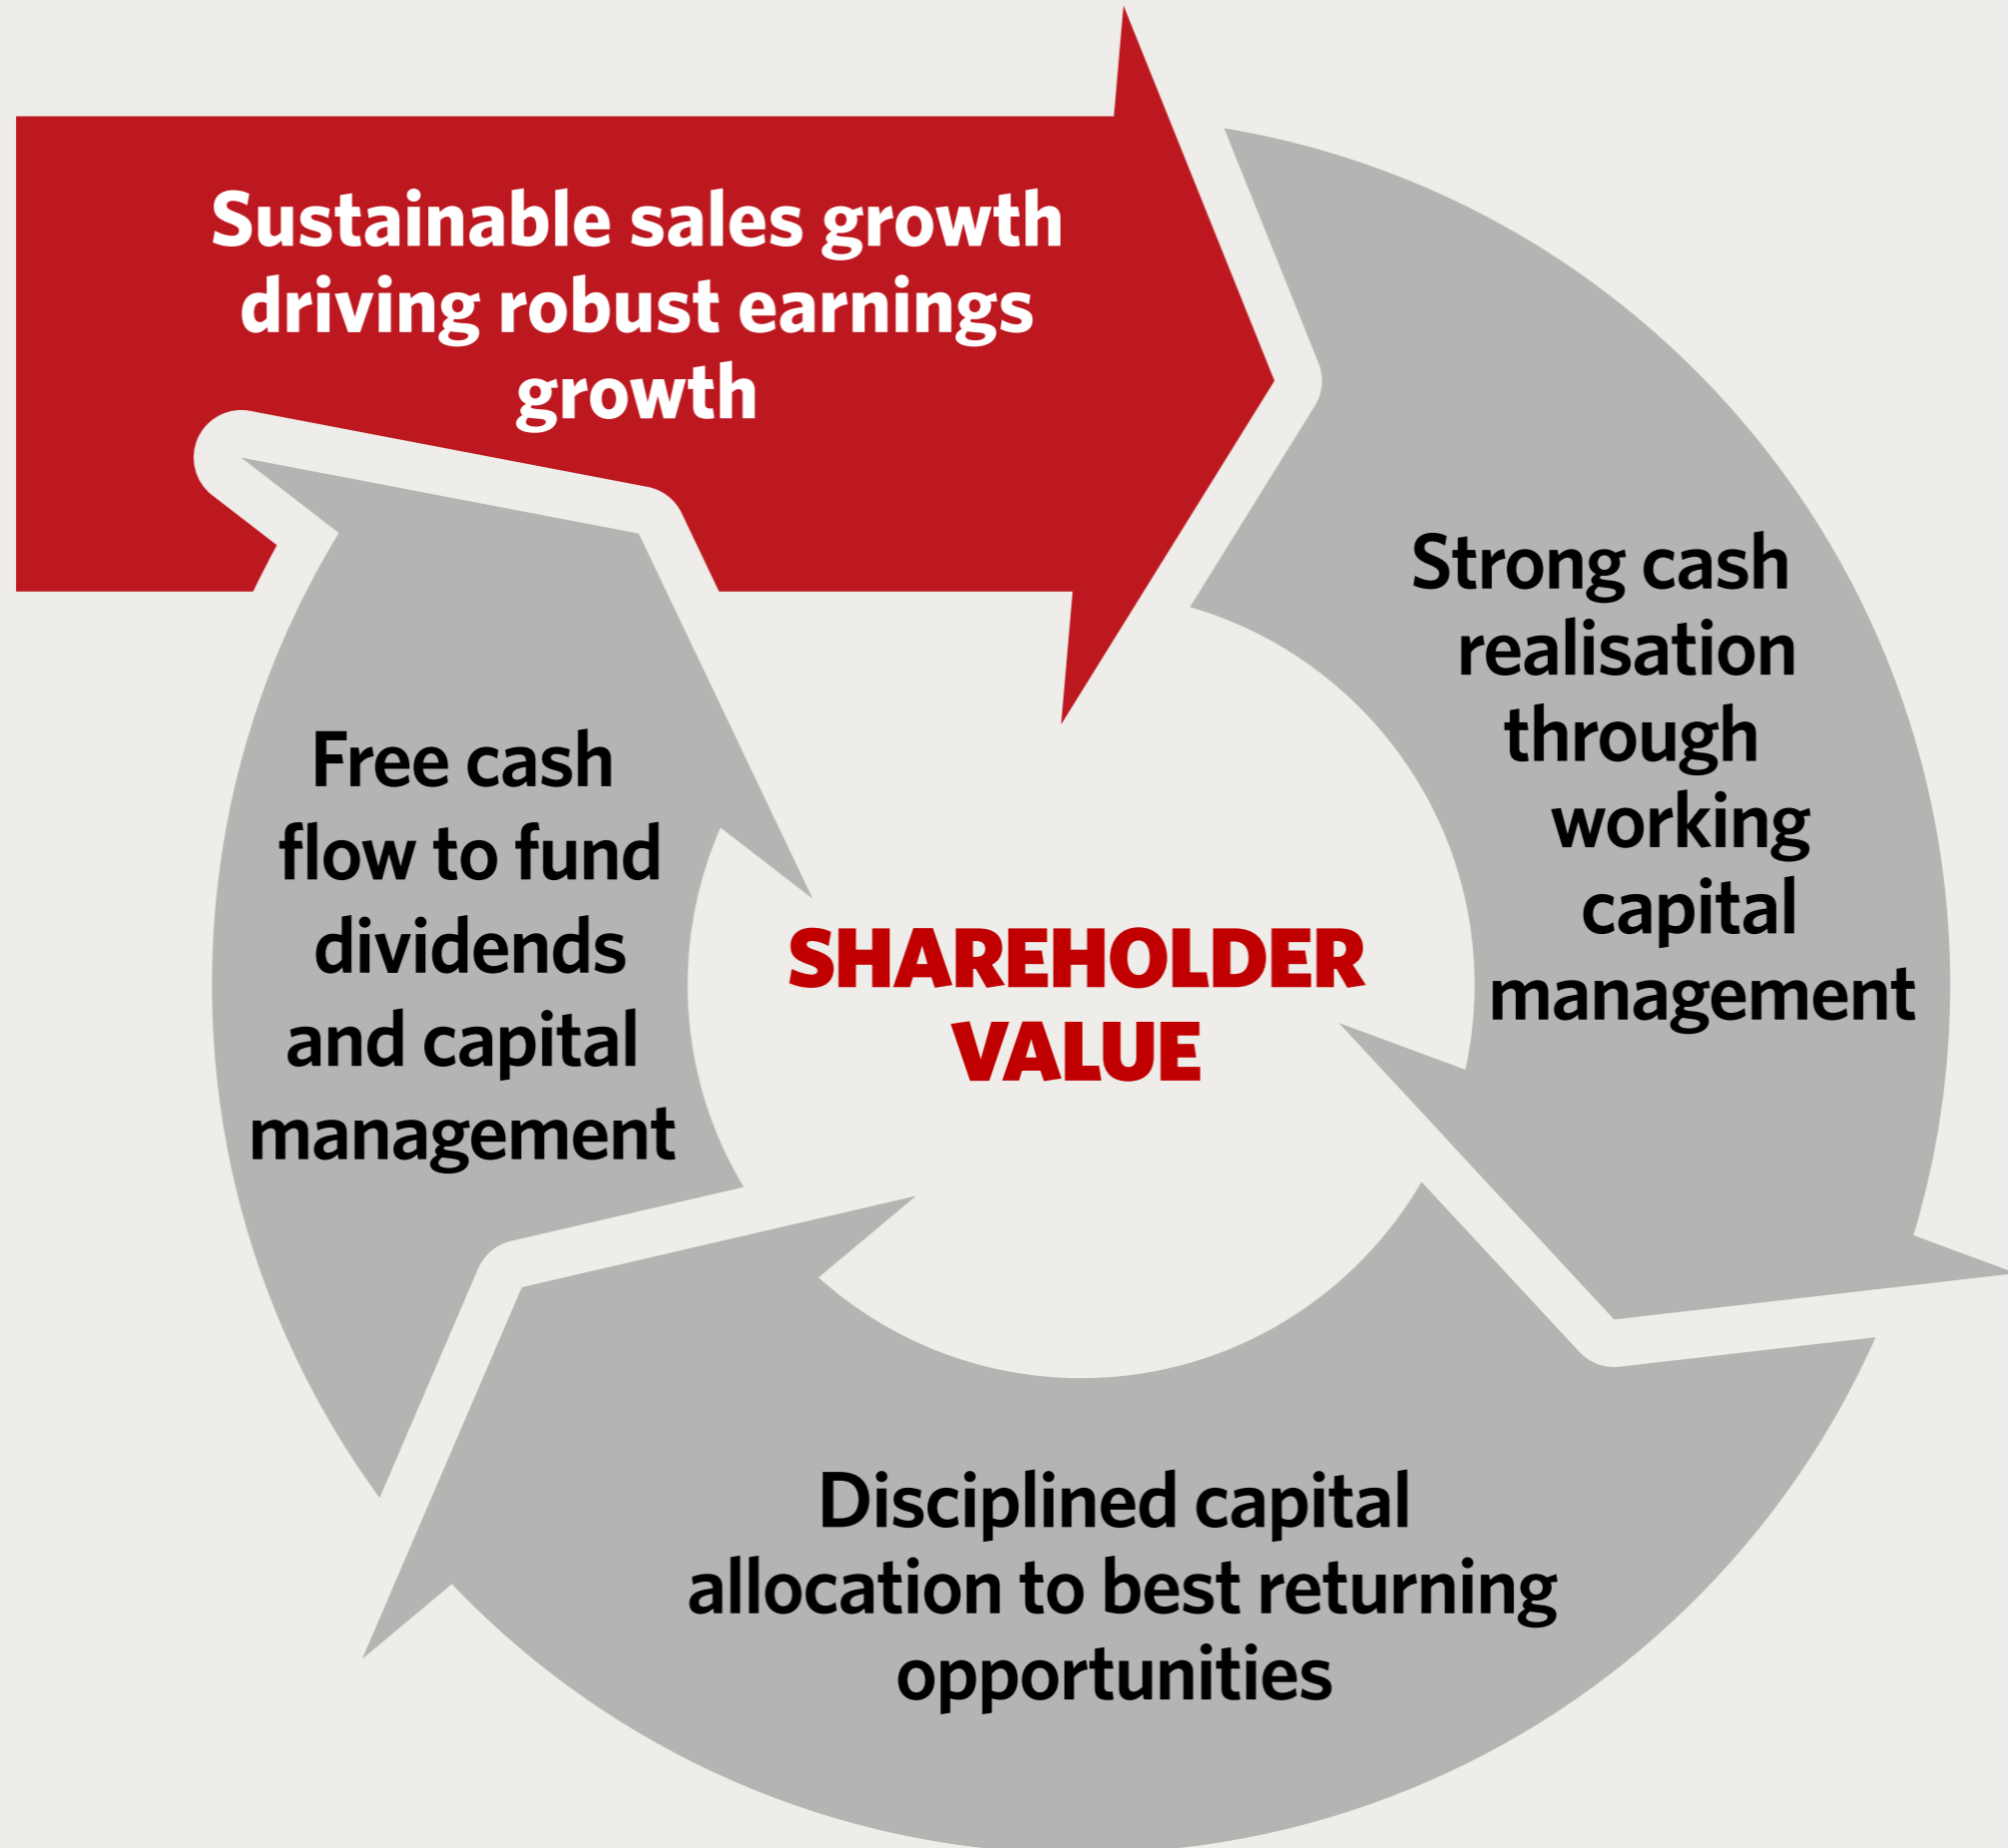 Sustainable sales growth
driving robust earnings
growth
Strong cash
realisation
through
working
capital
management
Disciplined capital
allocation to best returning
opportunities
Free cash
flow to fund
dividends
and capital
management
SHAREHOLDER
VALUE